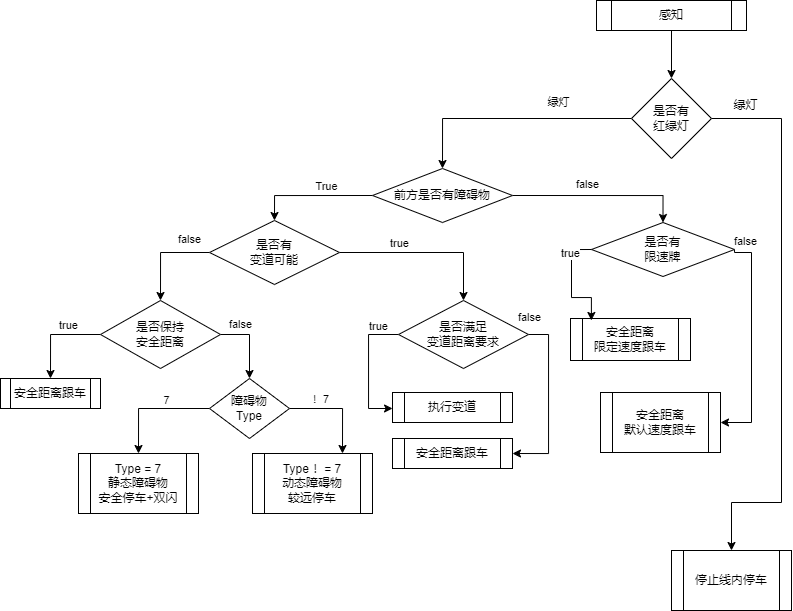 感知
是否有
红绿灯
绿灯
绿灯
前方是否有障碍物
True
false
是否有
变道可能
false
true
是否有
限速牌
true
false
是否保持
安全距离
true
false
是否满足
变道距离要求
true
false
安全距离
限定速度跟车
安全距离跟车
障碍物
Type
7
！7
执行变道
安全距离
默认速度跟车
安全距离跟车
Type = 7
静态障碍物
安全停车+双闪
Type！= 7
动态障碍物
较远停车
停止线内停车